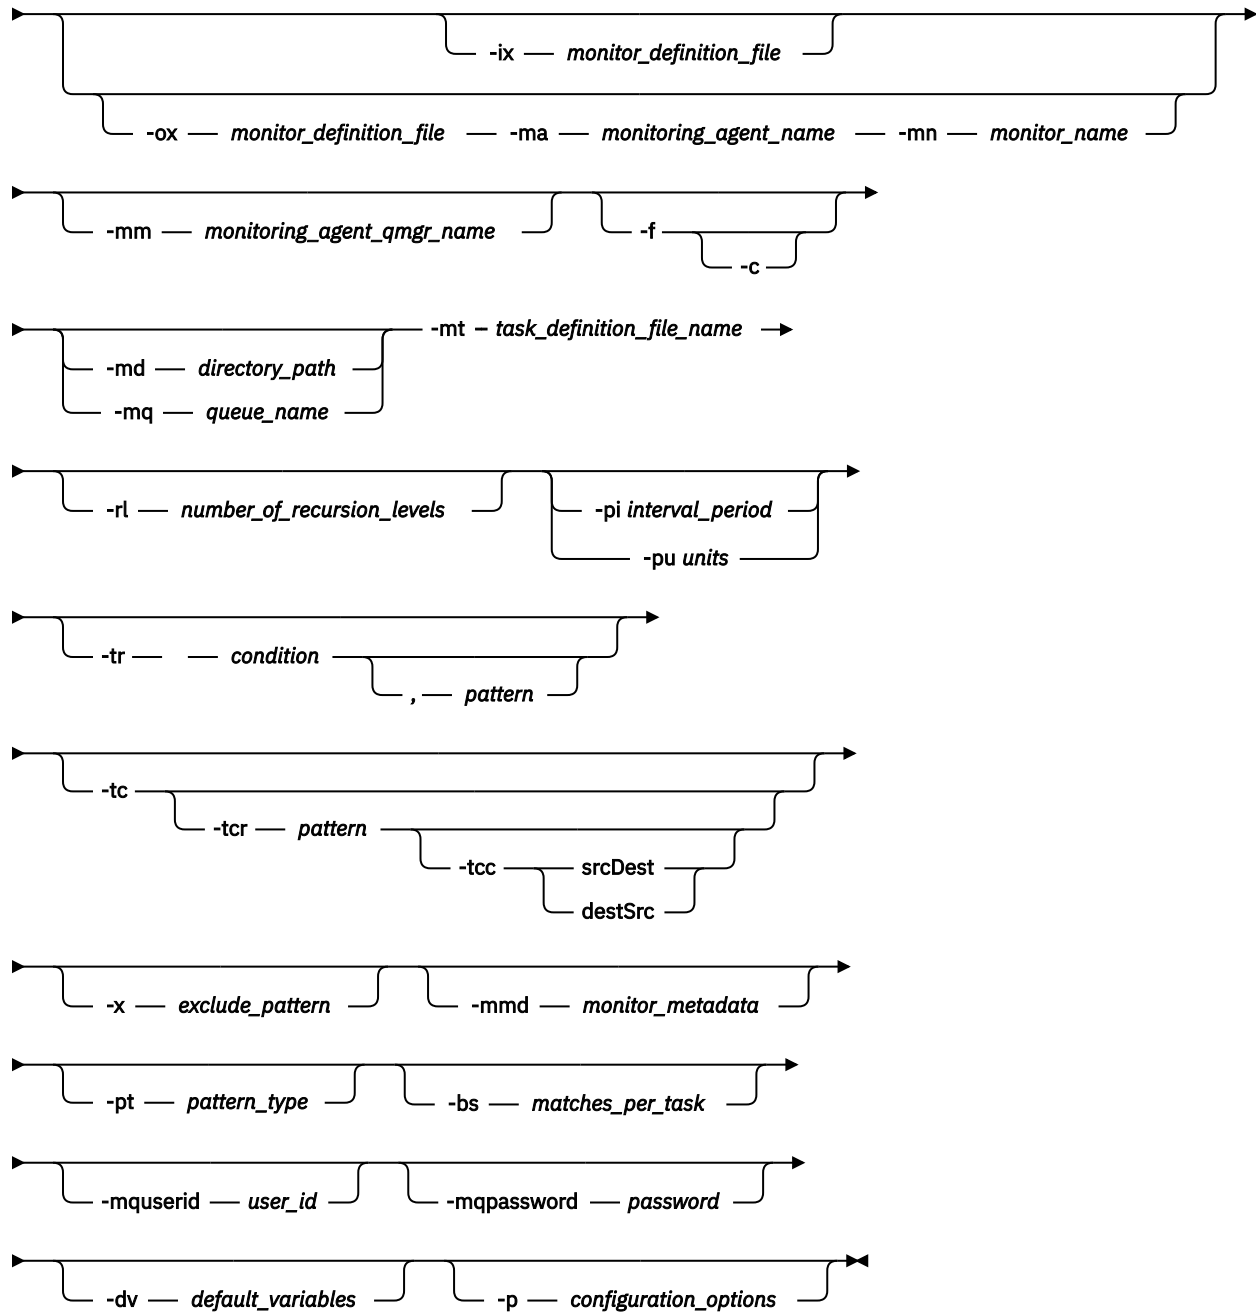 -ix monitor_definition_file
-ox monitor_definition_file -ma monitoring_agent_name -mn monitor_name
-mm monitoring_agent_qmgr_name -f
-c
-mt task_definition_file_name
-md directory_path
-mq queue_name
-rl number_of_recursion_levels -pi interval_period
-pu units
-tr condition
, pattern
-tc
-tcr pattern
-tcc srcDest
destSrc
-x exclude_pattern -mmd monitor_metadata
-pt pattern_type -bs matches_per_task
-mquserid user_id -mqpassword password
-dv default_variables -p configuration_options